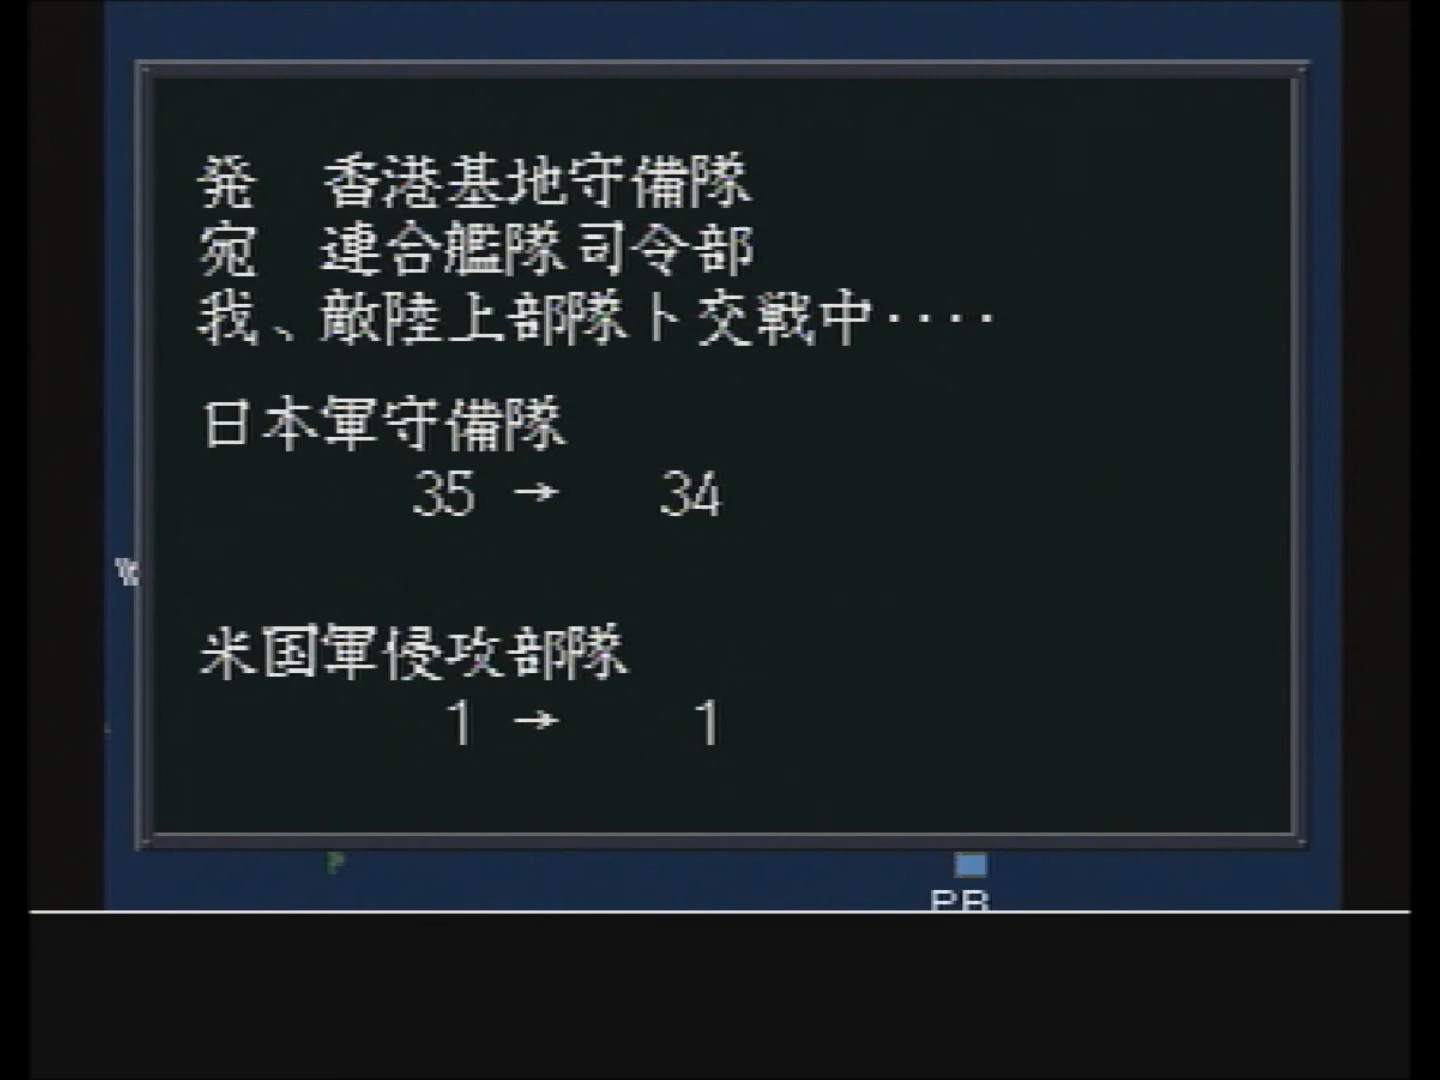 発　香港基地守備隊
宛　連合艦隊司令部
我、敵陸上部隊ト交戦中････
日本軍守備隊
35 → 34
米国軍侵攻部隊
1 → 1